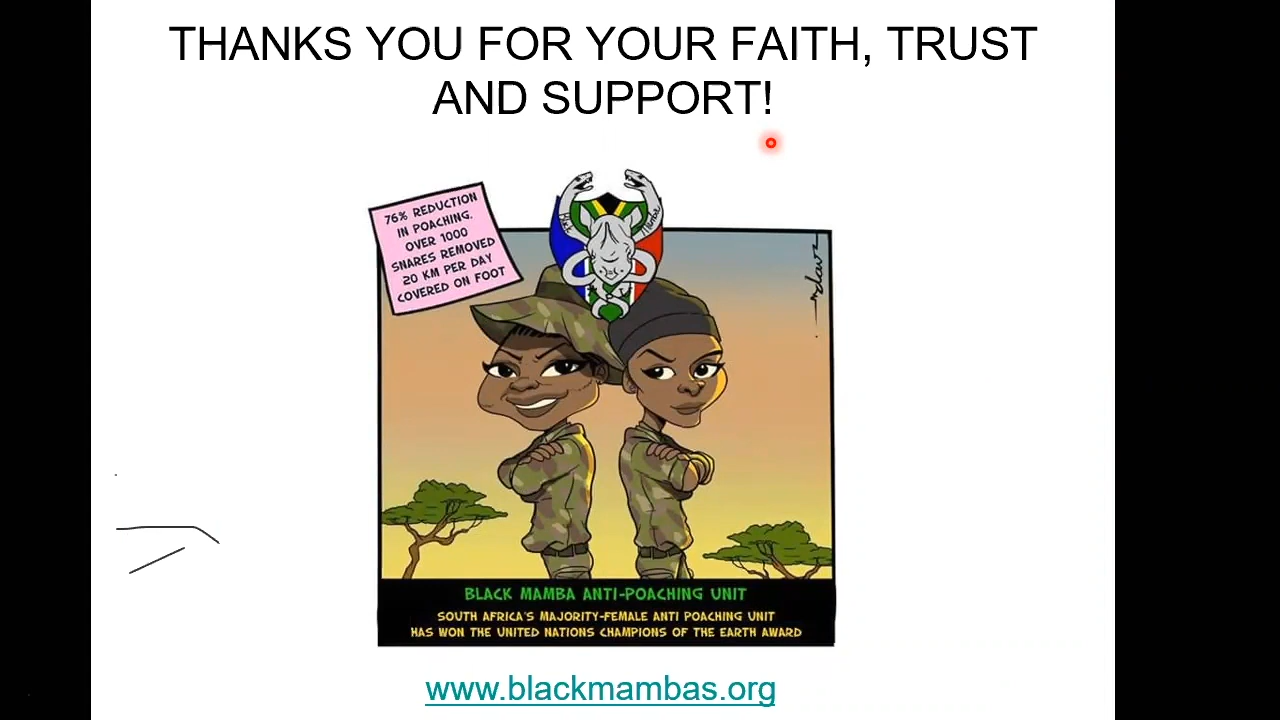 THANKS YOU FOR YOUR FAITH, TRUST
AND SUPPORT!
76% REDUCTION
IN POACHING.
OVER 1000
SNARES REMOVED
20 KM PER DAY
COVERED ON FOOT
Black Mamba
BLACK MAMBA ANTI-POACHING UNIT
SOUTH AFRICA'S MAJORITY-FEMALE ANTI POACHING UNIT
HAS WON THE UNITED NATIONS CHAMPIONS OF THE EARTH AWARD
www.blackmambas.org